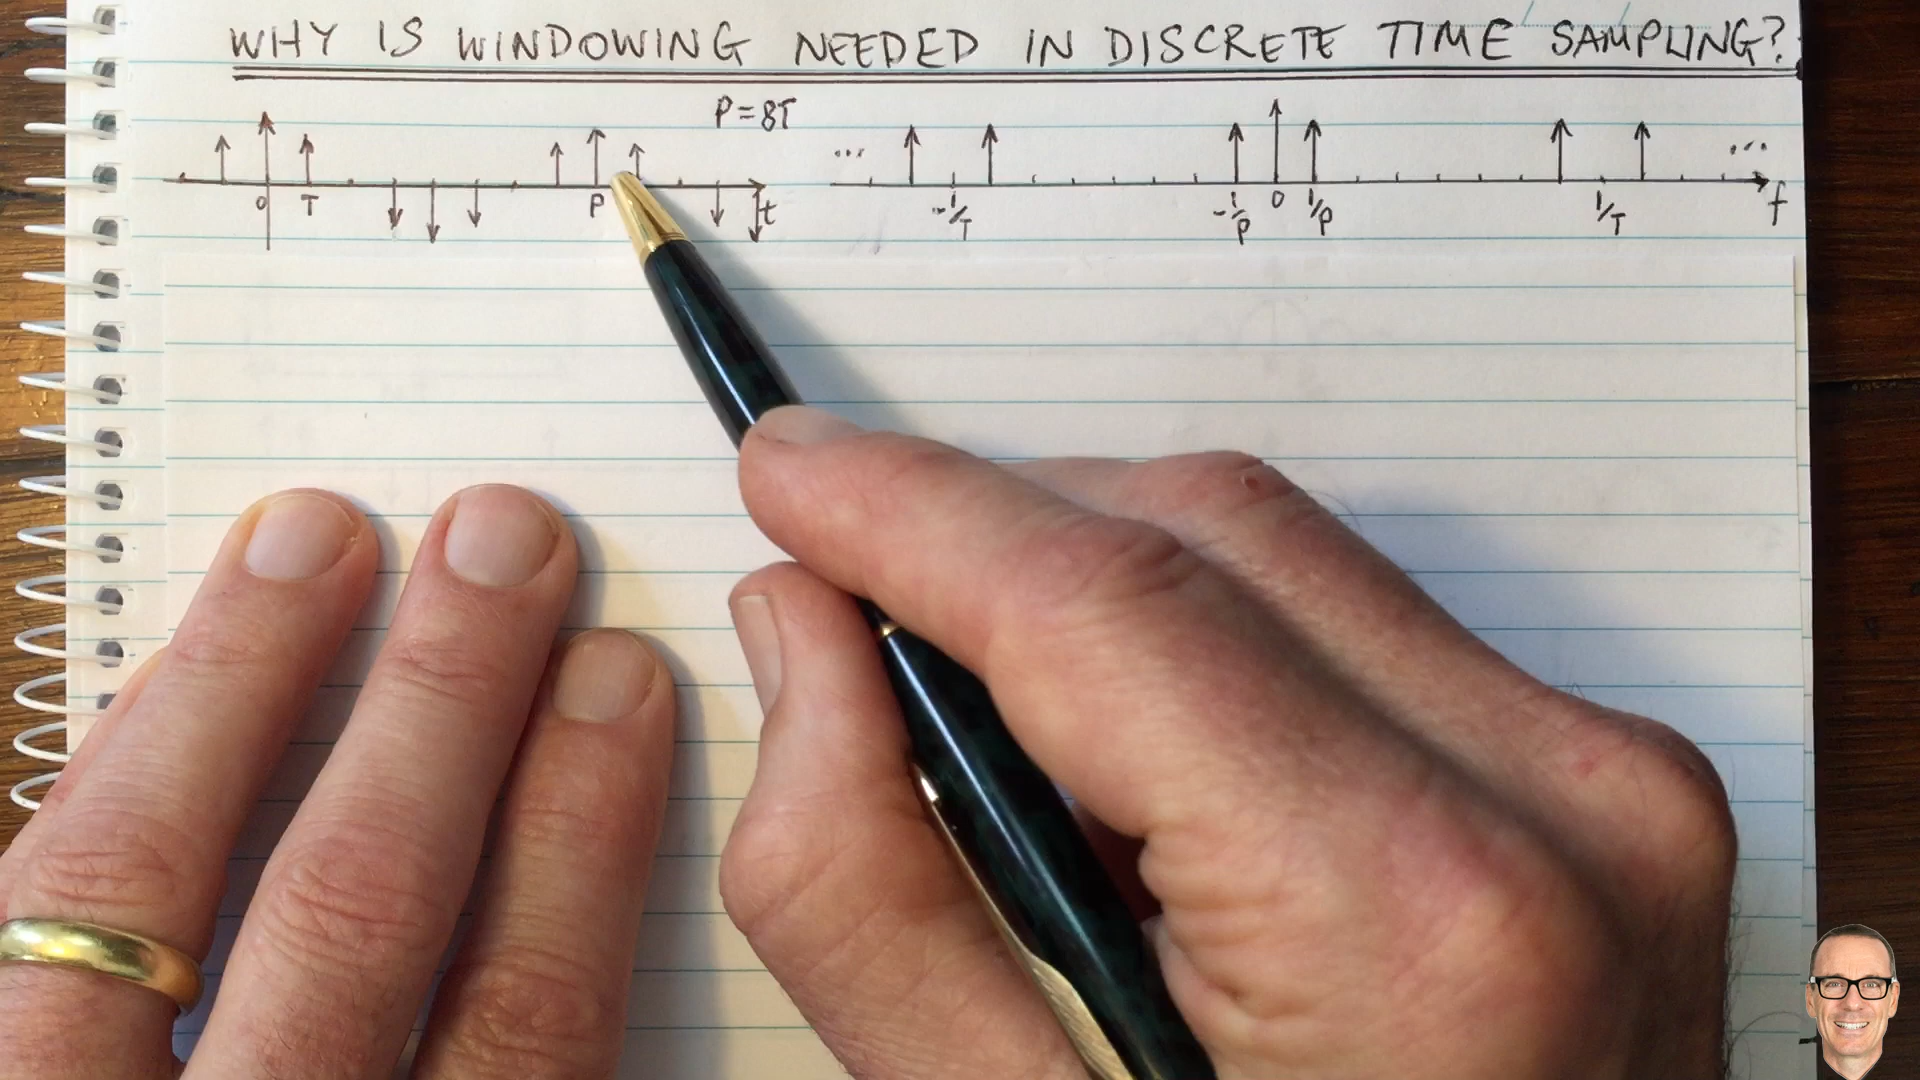 WHY IS WINDOWING NEEDED IN DISCRETE TIME SAMPLING?
P=8T
0 T P t
... -1/T -1/P 0 1/P 1/T ... f